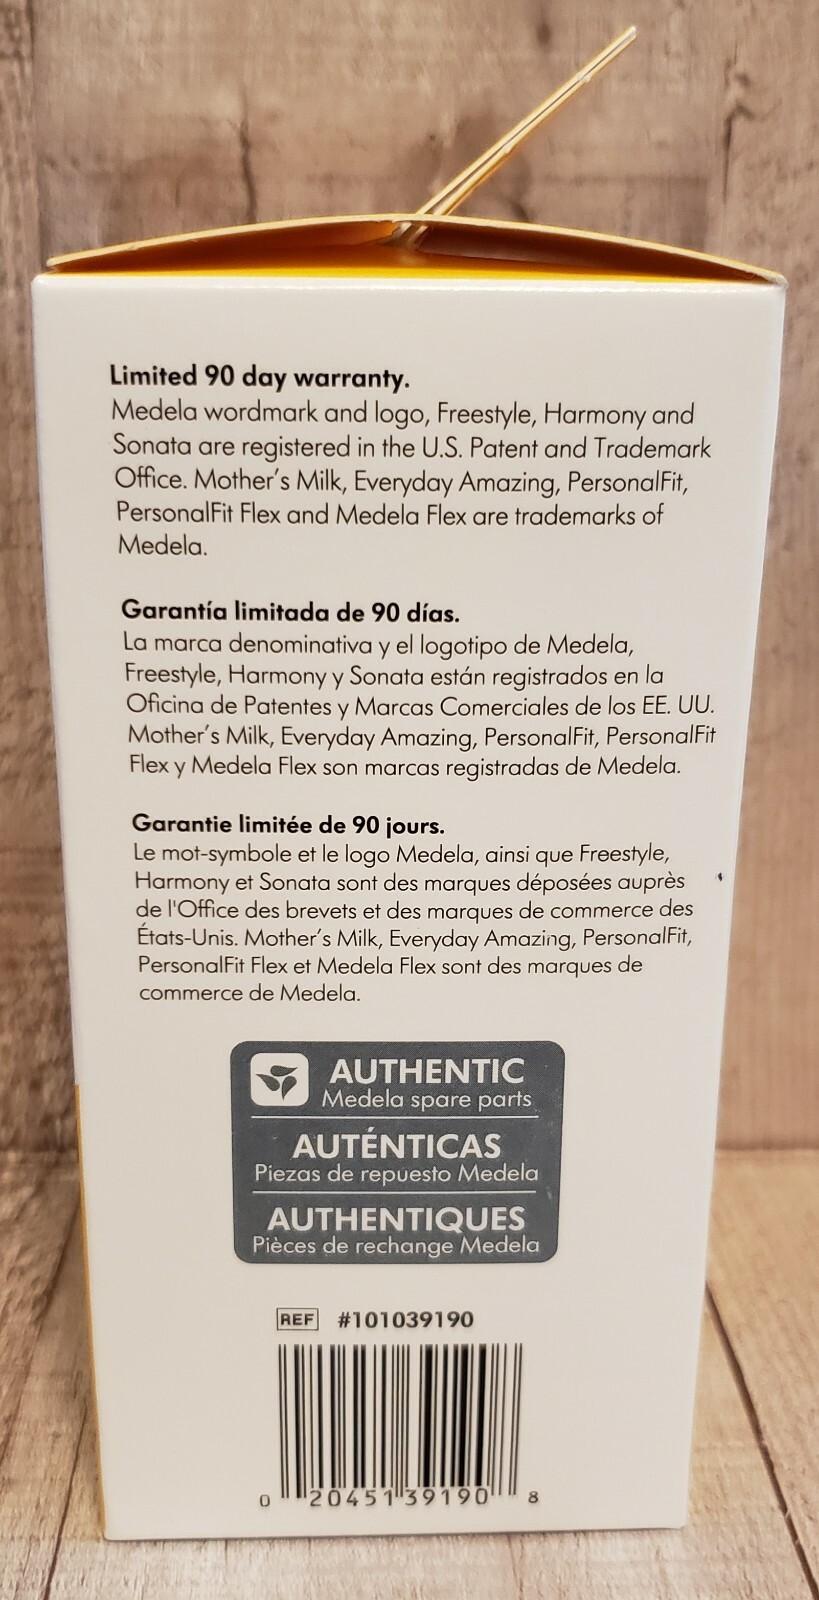 Limited 90 day warranty.
Medela wordmark and logo, Freestyle, Harmony and
Sonata are registered in the U.S. Patent and Trademark
Office. Mother's Milk, Everyday Amazing, PersonalFit,
PersonalFit Flex and Medela Flex are trademarks of
Medela.
Garantía limitada de 90 días.
La marca denominativa y el logotipo de Medela,
Freestyle, Harmony y Sonata están registrados en la
Oficina de Patentes y Marcas Comerciales de los EE. UU.
Mother's Milk, Everyday Amazing, PersonalFit, PersonalFit
Flex y Medela Flex son marcas registradas de Medela.
Garantie limitée de 90 jours.
Le mot-symbole et le logo Medela, ainsi que Freestyle,
Harmony et Sonata sont des marques déposées auprès
de l'Office des brevets et des marques de commerce des
États-Unis. Mother's Milk, Everyday Amazing, PersonalFit,
PersonalFit Flex et Medela Flex sont des marques de
commerce de Medela.
AUTHENTIC
Medela spare parts
AUTÉNTICAS
Piezas de repuesto Medela
AUTHENTIQUES
Pièces de rechange Medela
REF #101039190
0 20451 39190 8